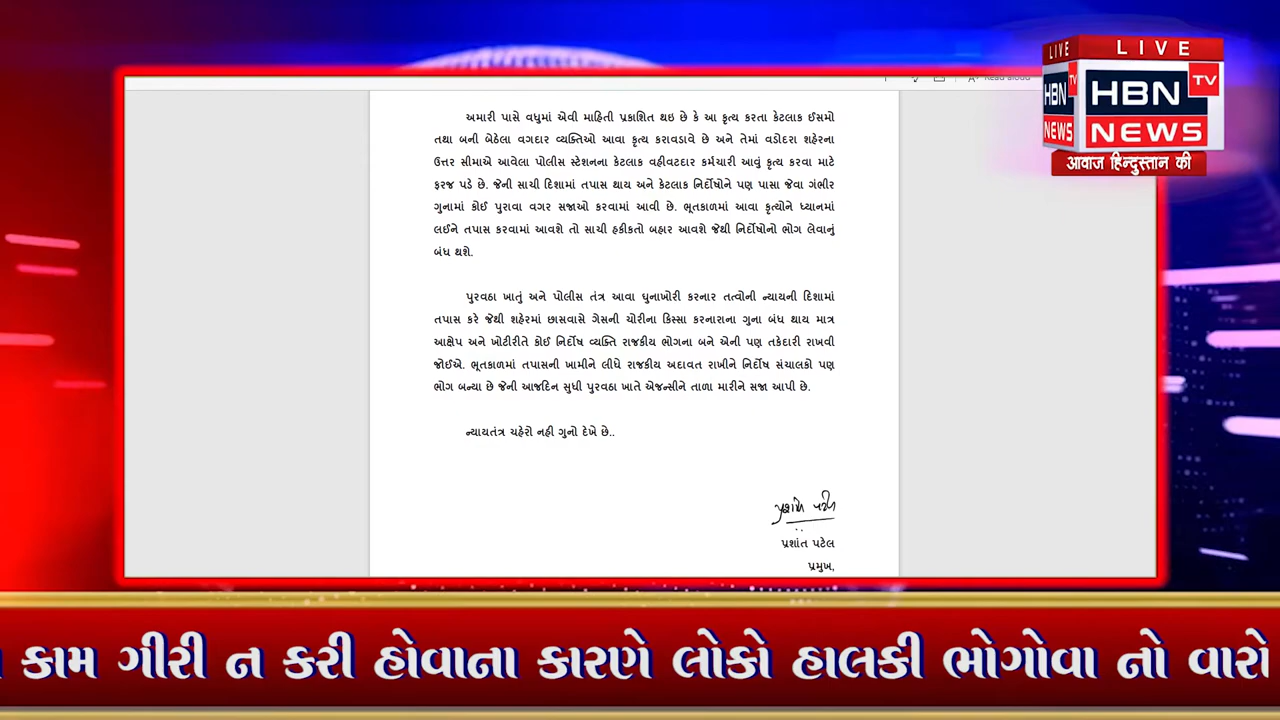 LIVE
LIVE
HBN
TV
NEWS
HBN
TV
NEWS
आवाज हिन्दुस्तान की
Read aloud
અમારી પાસે વધુમાં એવી માહિતી પ્રકાશિત થઇ છે કે આ કૃત્ય કરતા કેટલાક ઈસમો
તથા બની બેઠેલા વગદાર વ્યક્તિઓ આવા કૃત્ય કરાવડાવે છે અને તેમાં વડોદરા શહેરના
ઉત્તર સીમાએ આવેલા પોલીસ સ્ટેશનના કેટલાક વહીવટદાર કર્મચારી આવું કૃત્ય કરવા માટે
ફરજ પડે છે. જેની સાચી દિશામાં તપાસ થાય અને કેટલાક નિર્દોષોને પણ પાસા જેવા ગંભીર
ગુનામાં કોઈ પુરાવા વગર સજાઓ કરવામાં આવી છે. ભૂતકાળમાં આવા કૃત્યોને ધ્યાનમાં
લઈને તપાસ કરવામાં આવશે તો સાચી હકીકતો બહાર આવશે જેથી નિર્દોષોનો ભોગ લેવાનું
બંધ થશે.
પુરવઠા ખાતું અને પોલીસ તંત્ર આવા ઘુનાખોરી કરનાર તત્વોની ન્યાયની દિશામાં
તપાસ કરે જેથી શહેરમાં છાસવાસે ગેસની ચોરીના કિસ્સા કરનારાના ગુના બંધ થાય માત્ર
આક્ષેપ અને ખોટીરીતે કોઈ નિર્દોષ વ્યક્તિ રાજકીય ભોગના બને એની પણ તકેદારી રાખવી
જોઈએ. ભૂતકાળમાં તપાસની ખામીને લીધે રાજકીય અદાવત રાખીને નિર્દોષ સંચાલકો પણ
ભોગ બન્યા છે જેની આજદિન સુધી પુરવઠા ખાતે એજન્સીને તાળા મારીને સજા આપી છે.
ન્યાયતંત્ર ચહેરો નહી ગુનો દેખે છે..
પ્રશાંત પટેલ
પ્રમુખ,
કામ ગીરી ન કરી હોવાના કારણે લોકો હાલકી ભોગોવા નો વારો